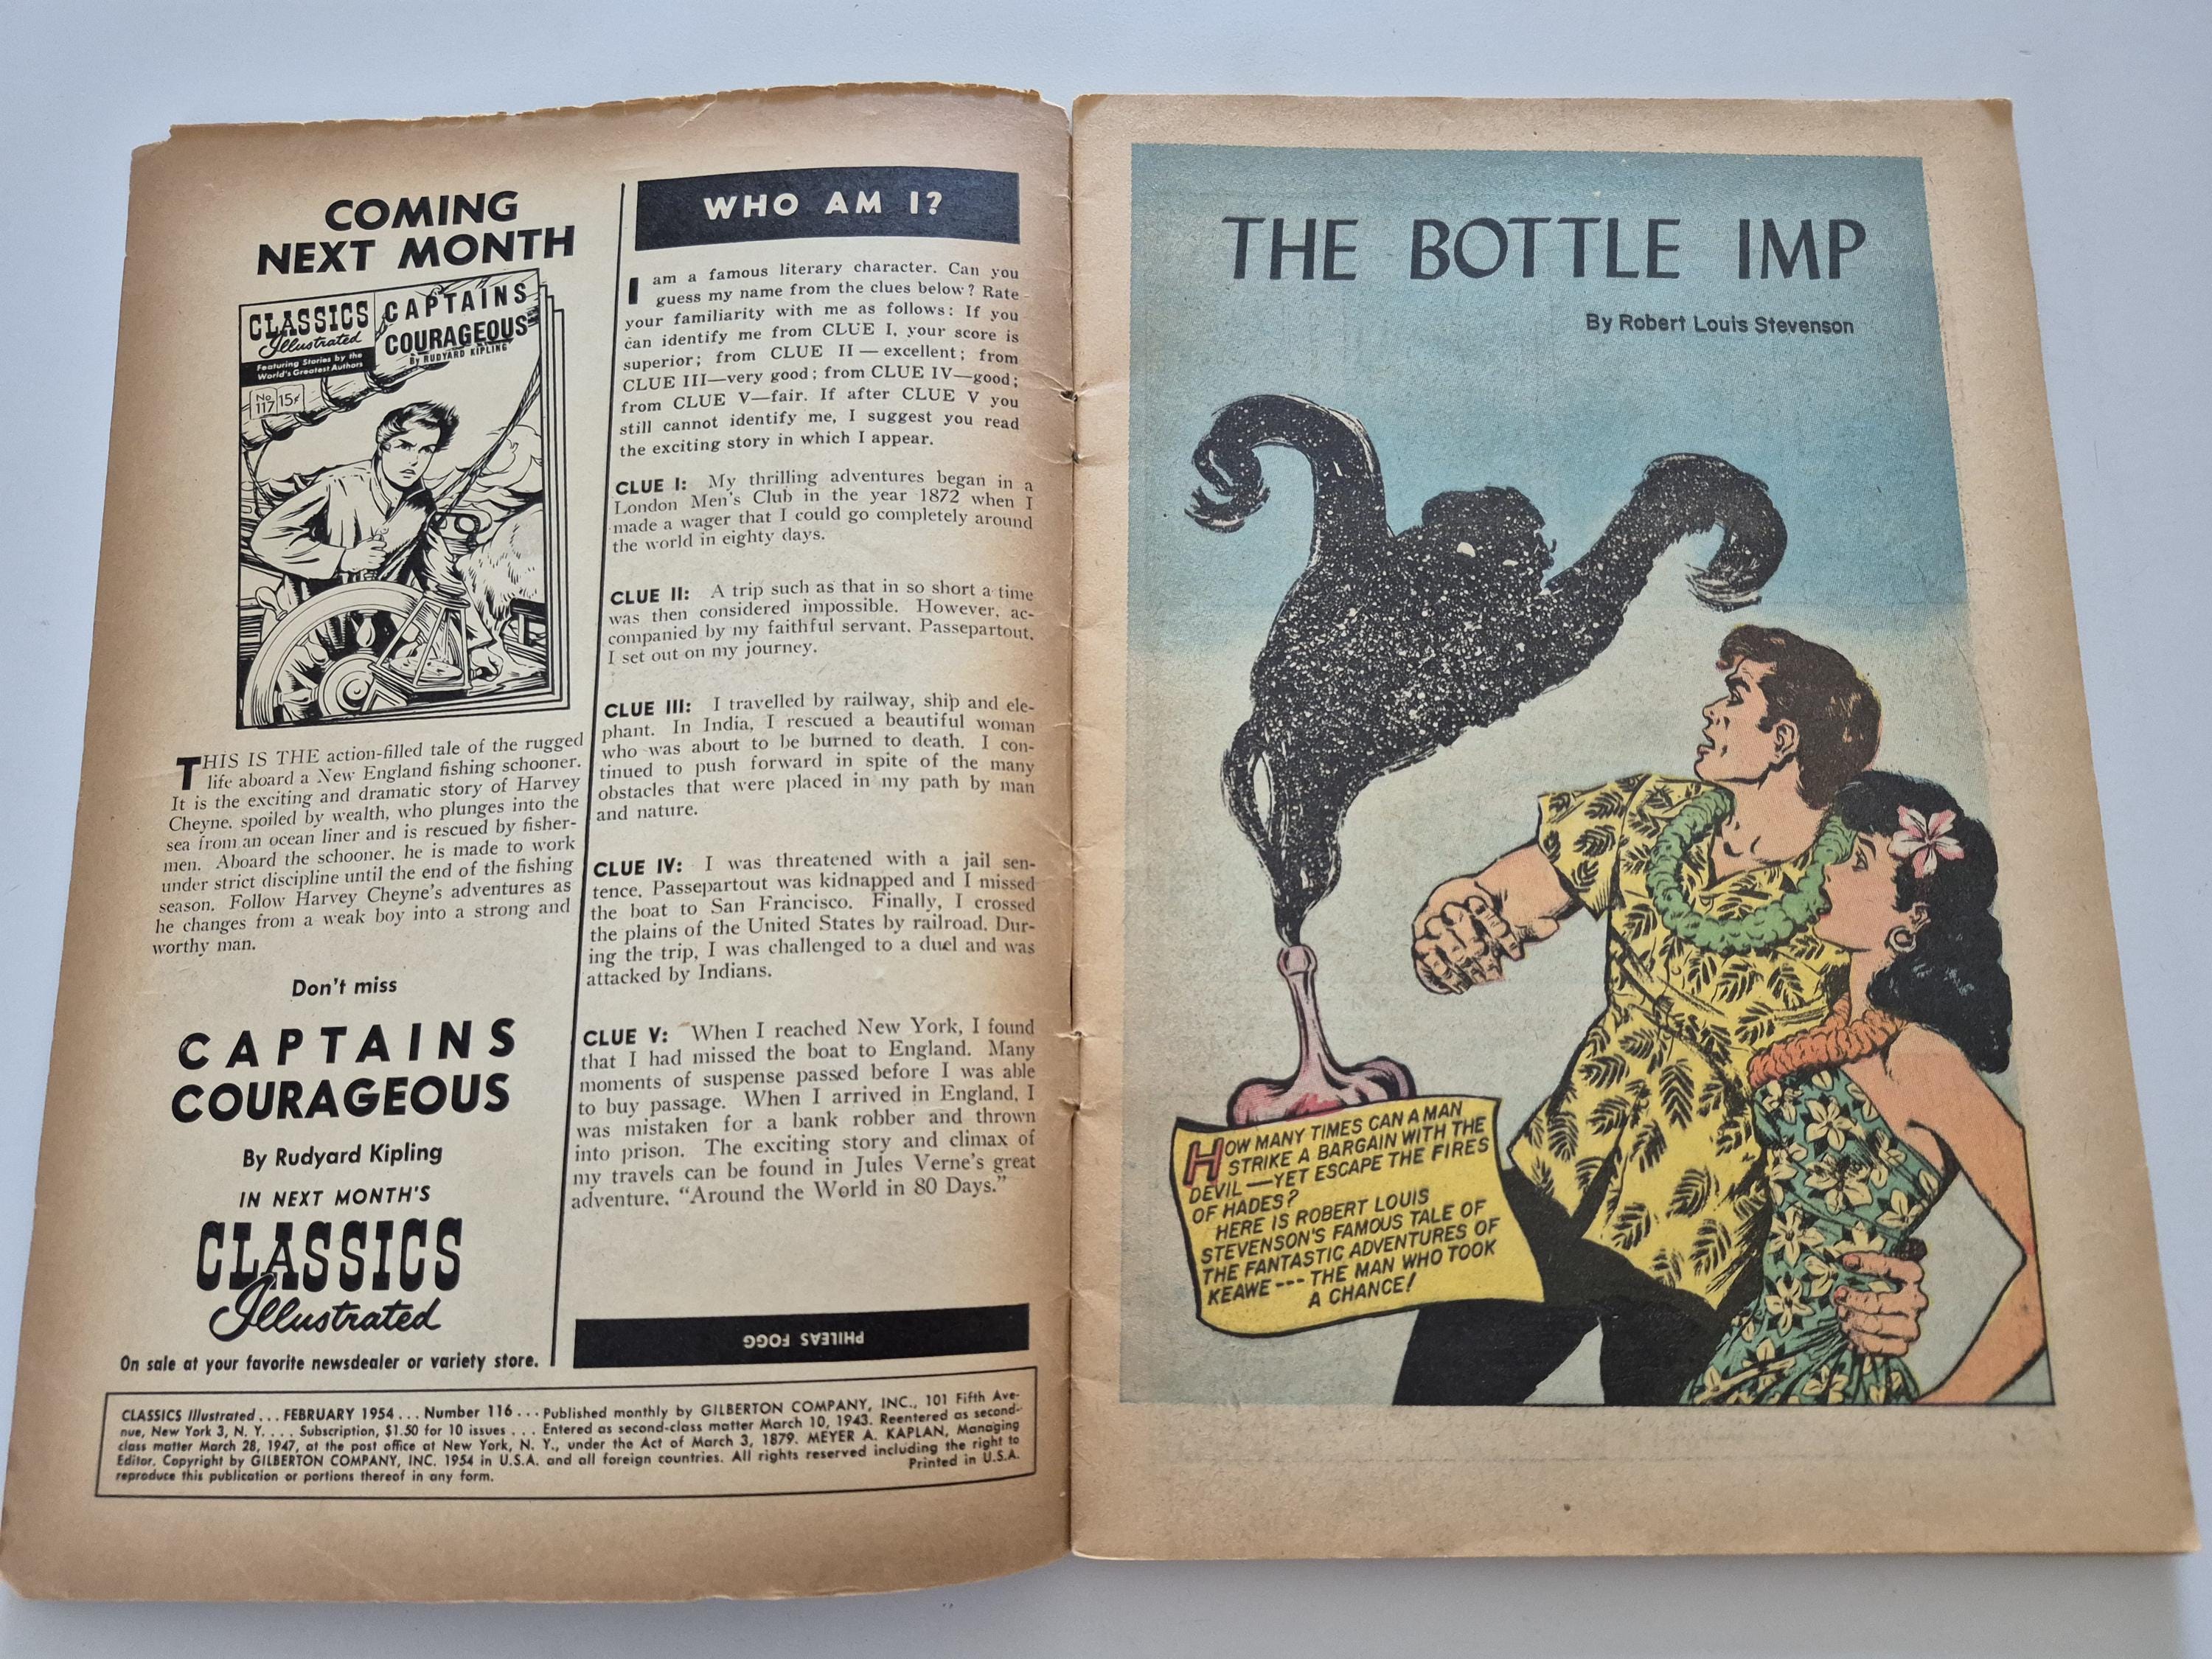 COMING
NEXT MONTH
CLASSICS
Illustrated
Featuring Stories by the
World's Greatest Authors
CAPTAINS
COURAGEOUS
By RUDYARD KIPLING
No.
117
15¢
THIS IS THE action-filled tale of the rugged
life aboard a New England fishing schooner.
It is the exciting and dramatic story of Harvey
Cheyne, spoiled by wealth, who plunges into the
sea from an ocean liner and is rescued by fisher-
men. Aboard the schooner, he is made to work
under strict discipline until the end of the fishing
season. Follow Harvey Cheyne's adventures as
he changes from a weak boy into a strong and
worthy man.
Don't miss
CAPTAINS
COURAGEOUS
By Rudyard Kipling
IN NEXT MONTH'S
CLASSICS
Illustrated
On sale at your favorite newsdealer or variety store.
WHO AM I?
I am a famous literary character. Can you
guess my name from the clues below? Rate
your familiarity with me as follows: If you
can identify me from CLUE I, your score is
superior; from CLUE II — excellent; from
CLUE III—very good; from CLUE IV—good;
from CLUE V—fair. If after CLUE V you
still cannot identify me, I suggest you read
the exciting story in which I appear.
CLUE I: My thrilling adventures began in a
London Men's Club in the year 1872 when I
made a wager that I could go completely around
the world in eighty days.
CLUE II: A trip such as that in so short a time
was then considered impossible. However, ac-
companied by my faithful servant, Passepartout,
I set out on my journey.
CLUE III: I travelled by railway, ship and ele-
phant. In India, I rescued a beautiful woman
who was about to be burned to death. I con-
tinued to push forward in spite of the many
obstacles that were placed in my path by man
and nature.
CLUE IV: I was threatened with a jail sen-
tence, Passepartout was kidnapped and I missed
the boat to San Francisco. Finally, I crossed
the plains of the United States by railroad. Dur-
ing the trip, I was challenged to a duel and was
attacked by Indians.
CLUE V: When I reached New York, I found
that I had missed the boat to England. Many
moments of suspense passed before I was able
to buy passage. When I arrived in England, I
was mistaken for a bank robber and thrown
into prison. The exciting story and climax of
my travels can be found in Jules Verne's great
adventure, "Around the World in 80 Days."
PHILEAS FOGG
CLASSICS Illustrated . . . FEBRUARY 1954 . . . Number 116 . . . Published monthly by GILBERTON COMPANY, INC., 101 Fifth Ave-
nue, New York 3, N. Y. . . . Subscription, $1.50 for 10 issues . . . Entered as second-class matter March 10, 1943. Reentered as second-
class matter March 28, 1947, at the post office at New York, N. Y., under the Act of March 3, 1879. MEYER A. KAPLAN, Managing
Editor. Copyright by GILBERTON COMPANY, INC. 1954 in U.S.A. and all foreign countries. All rights reserved including the right to
reproduce this publication or portions thereof in any form.
Printed in U.S.A.
THE BOTTLE IMP
By Robert Louis Stevenson
HOW MANY TIMES CAN A MAN
STRIKE A BARGAIN WITH THE
DEVIL —YET ESCAPE THE FIRES
OF HADES?
HERE IS ROBERT LOUIS
STEVENSON'S FAMOUS TALE OF
THE FANTASTIC ADVENTURES OF
KEAWE --- THE MAN WHO TOOK
A CHANCE!